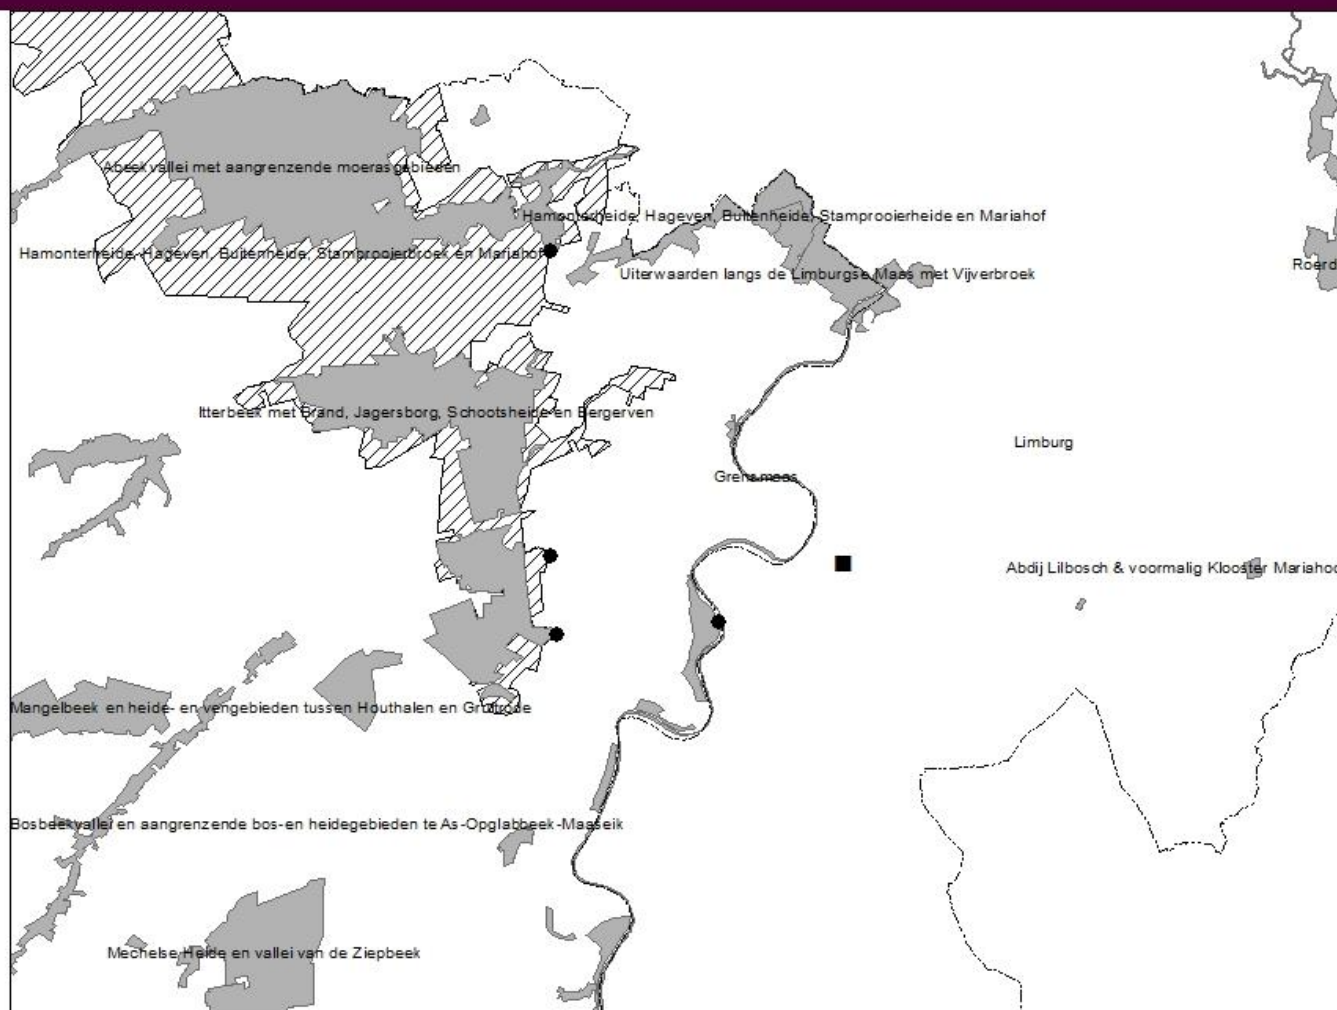 Abeekvallei met aangrenzende moerasgebieden
Hamonterheide, Hageven, Buitenheide, Stamprooierheide en Mariahof
Hamonterheide, Hageven, Buitenheide, Stamprooierbroek en Mariahof
Roerd
Uiterwaarden langs de Limburgse Maas met Vijverbroek
Itterbeek met Brand, Jagersborg, Schootsheide en Bergerven
Limburg
Grensmaas
Abdij Lilbosch & voormalig Klooster Mariahoo
Mangelbeek en heide- en vengebieden tussen Houthalen en Gruitrode
Bosbeekvallei en aangrenzende bos-en heidegebieden te As-Opglabbeek-Maaseik
Mechelse Heide en vallei van de Ziepbeek